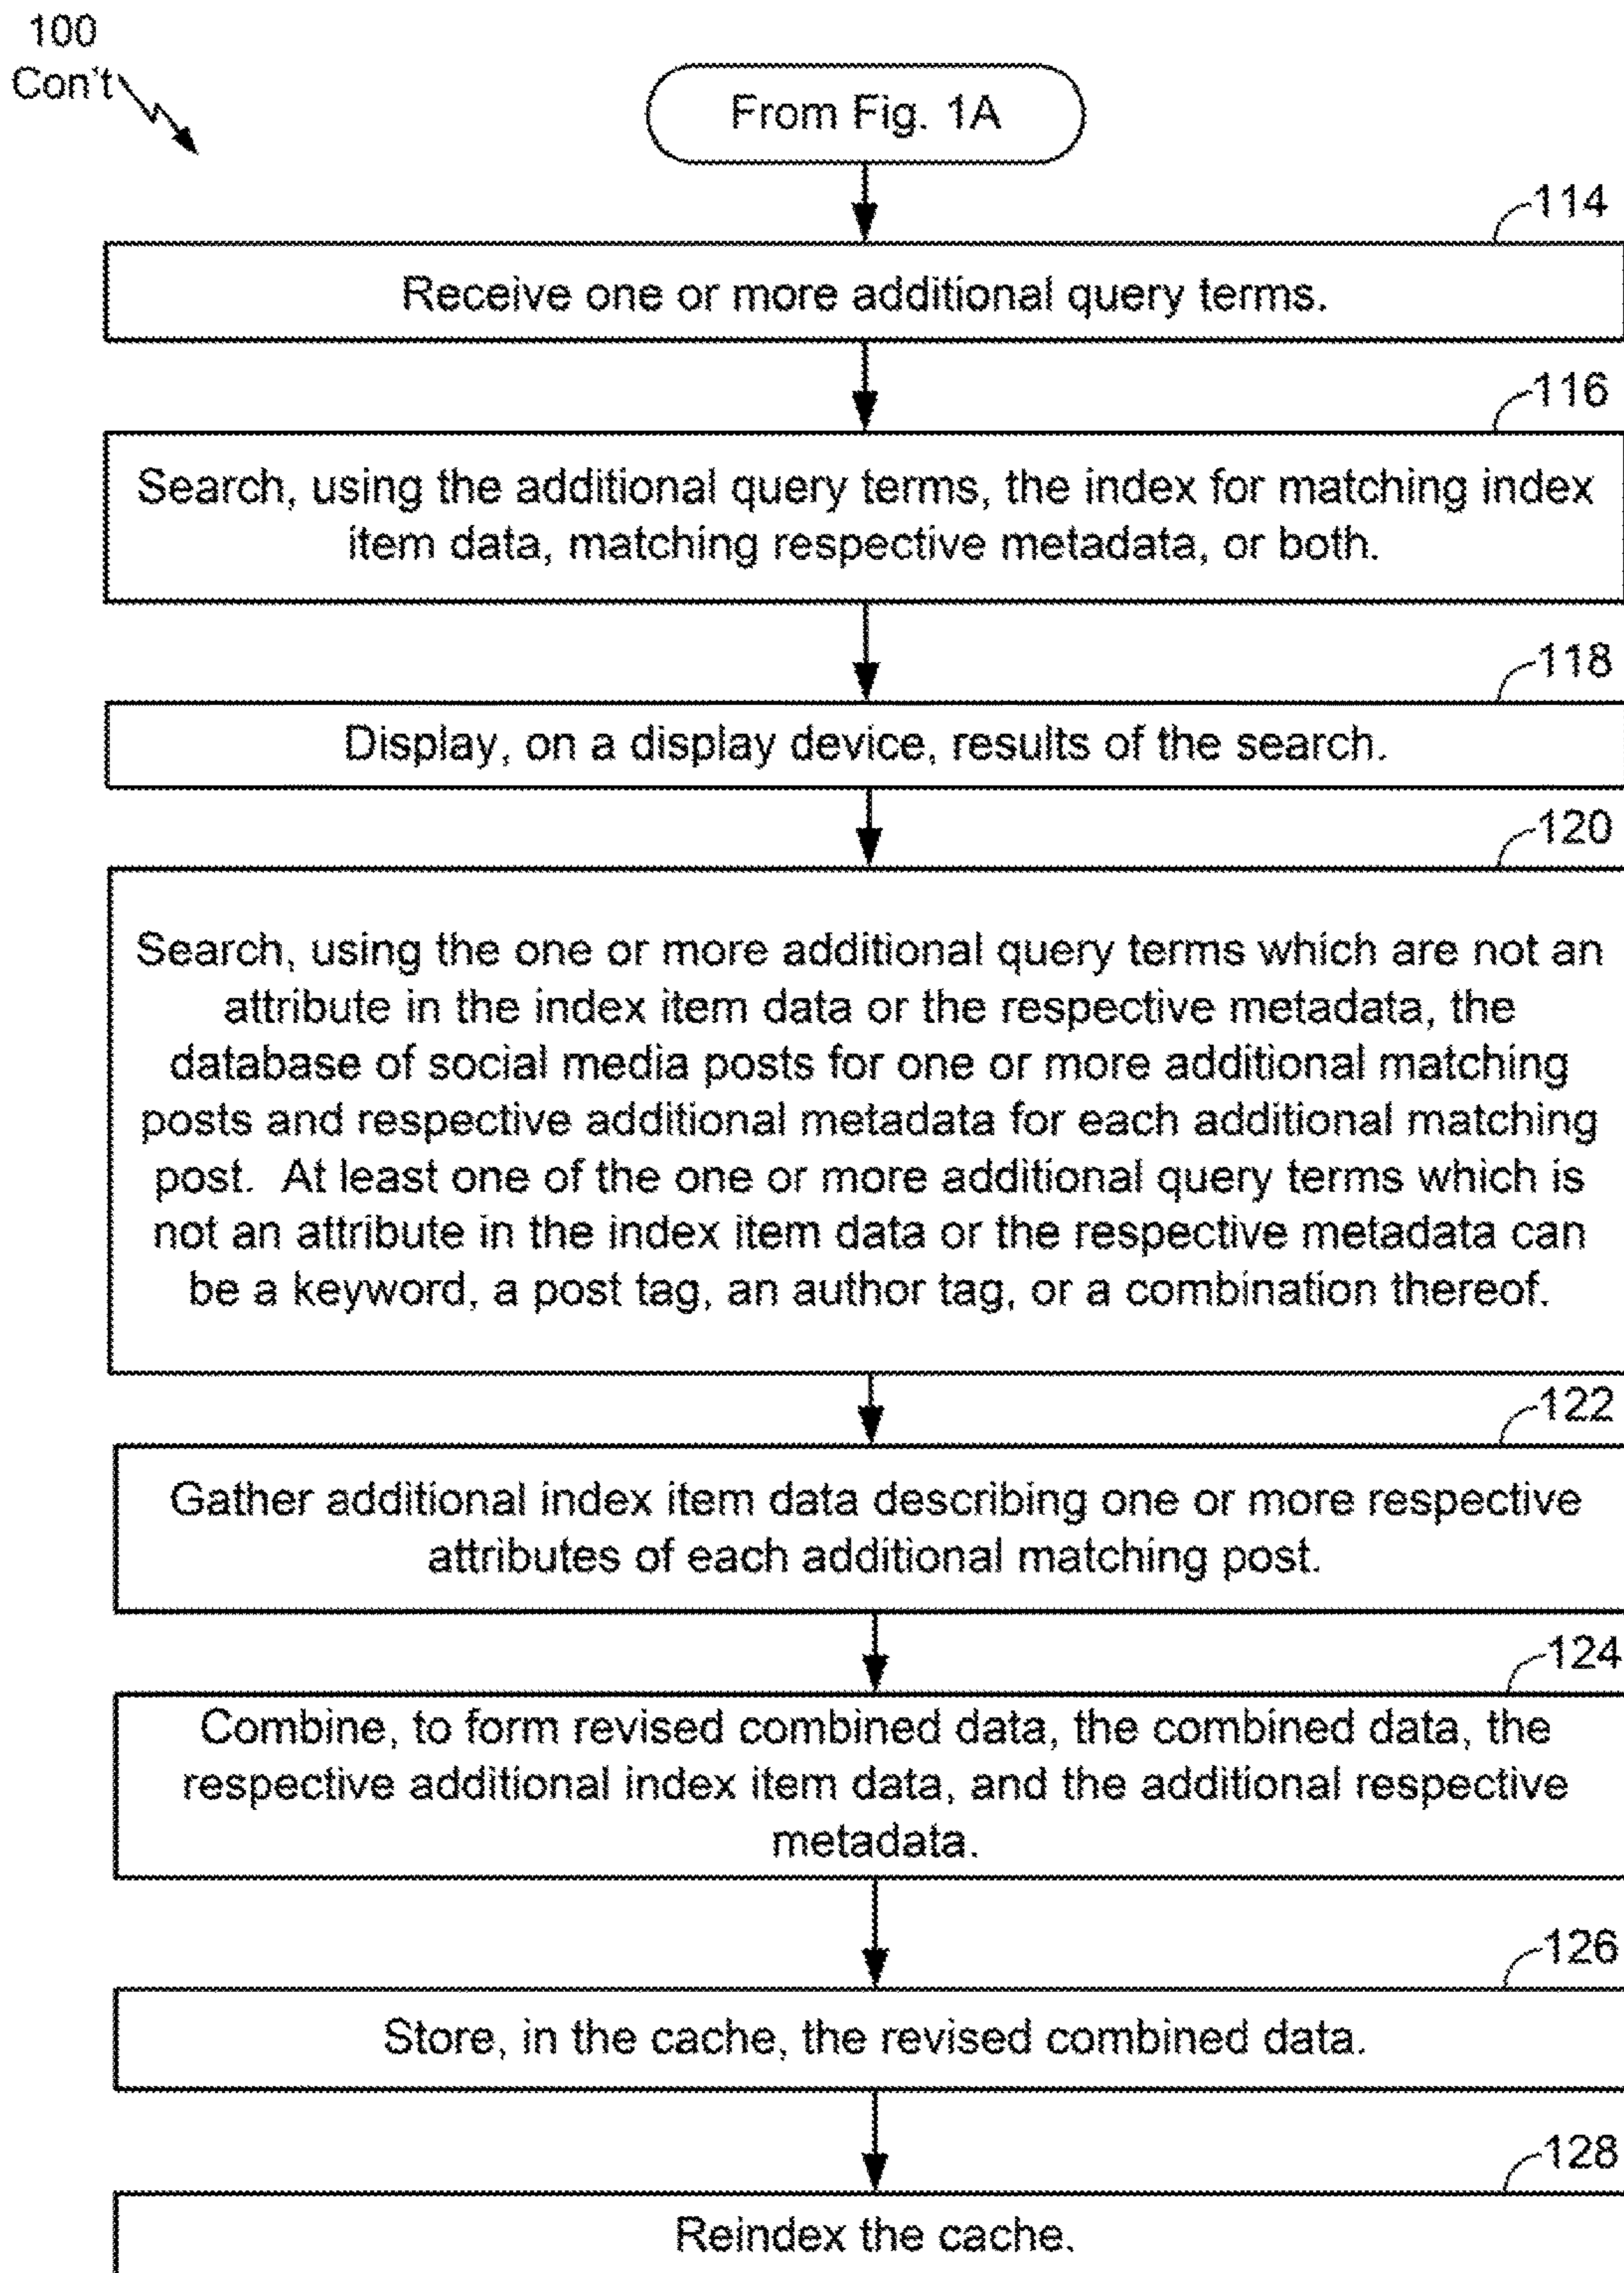 100
Con't
From Fig. 1A
114
Receive one or more additional query terms.
116
Search, using the additional query terms, the index for matching index
item data, matching respective metadata, or both.
118
Display, on a display device, results of the search.
120
Search, using the one or more additional query terms which are not an
attribute in the index item data or the respective metadata, the
database of social media posts for one or more additional matching
posts and respective additional metadata for each additional matching
post.  At least one of the one or more additional query terms which is
not an attribute in the index item data or the respective metadata can
be a keyword, a post tag, an author tag, or a combination thereof.
122
Gather additional index item data describing one or more respective
attributes of each additional matching post.
124
Combine, to form revised combined data, the combined data, the
respective additional index item data, and the additional respective
metadata.
126
Store, in the cache, the revised combined data.
128
Reindex the cache.